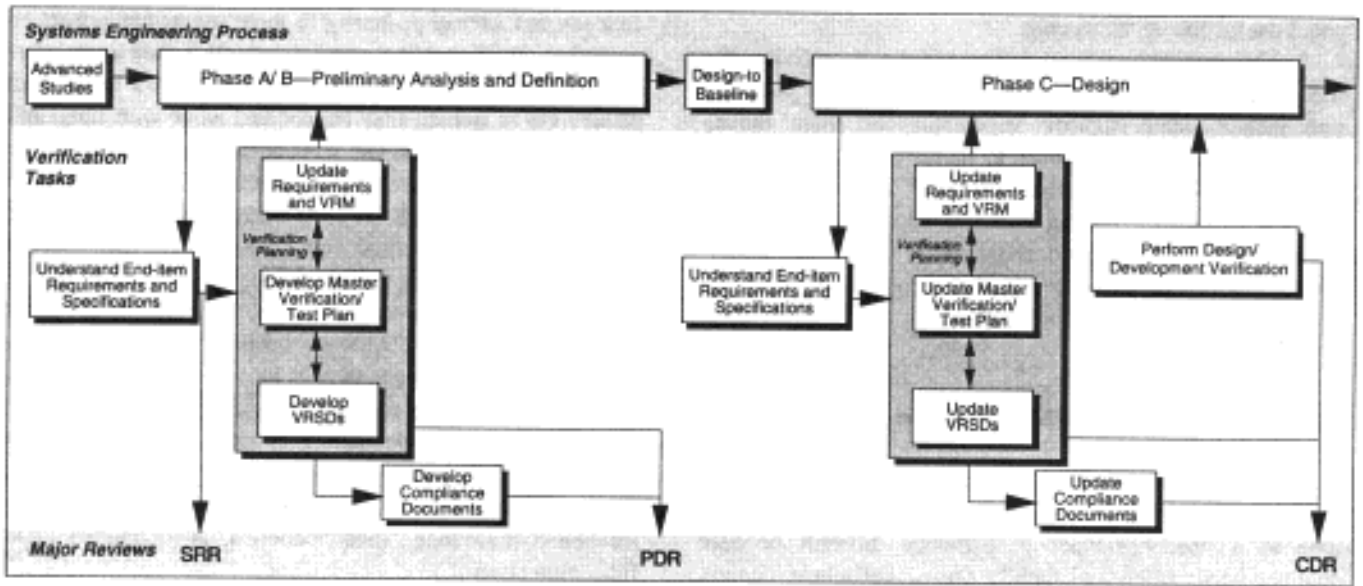 Systems Engineering Process
Advanced
Studies
Phase A/ B—Preliminary Analysis and Definition
Design-to
Baseline
Phase C—Design
Verification
Tasks
Update
Requirements
and VRM
Verification
Planning
Understand End-item
Requirements and
Specifications
Develop Master
Verification/
Test Plan
Develop
VRSDs
Develop
Compliance
Documents
Update
Requirements
and VRM
Verification
Planning
Understand End-item
Requirements and
Specifications
Update Master
Verification/
Test Plan
Update
VRSDs
Update
Compliance
Documents
Perform Design/
Development Verification
Major Reviews
SRR
PDR
CDR